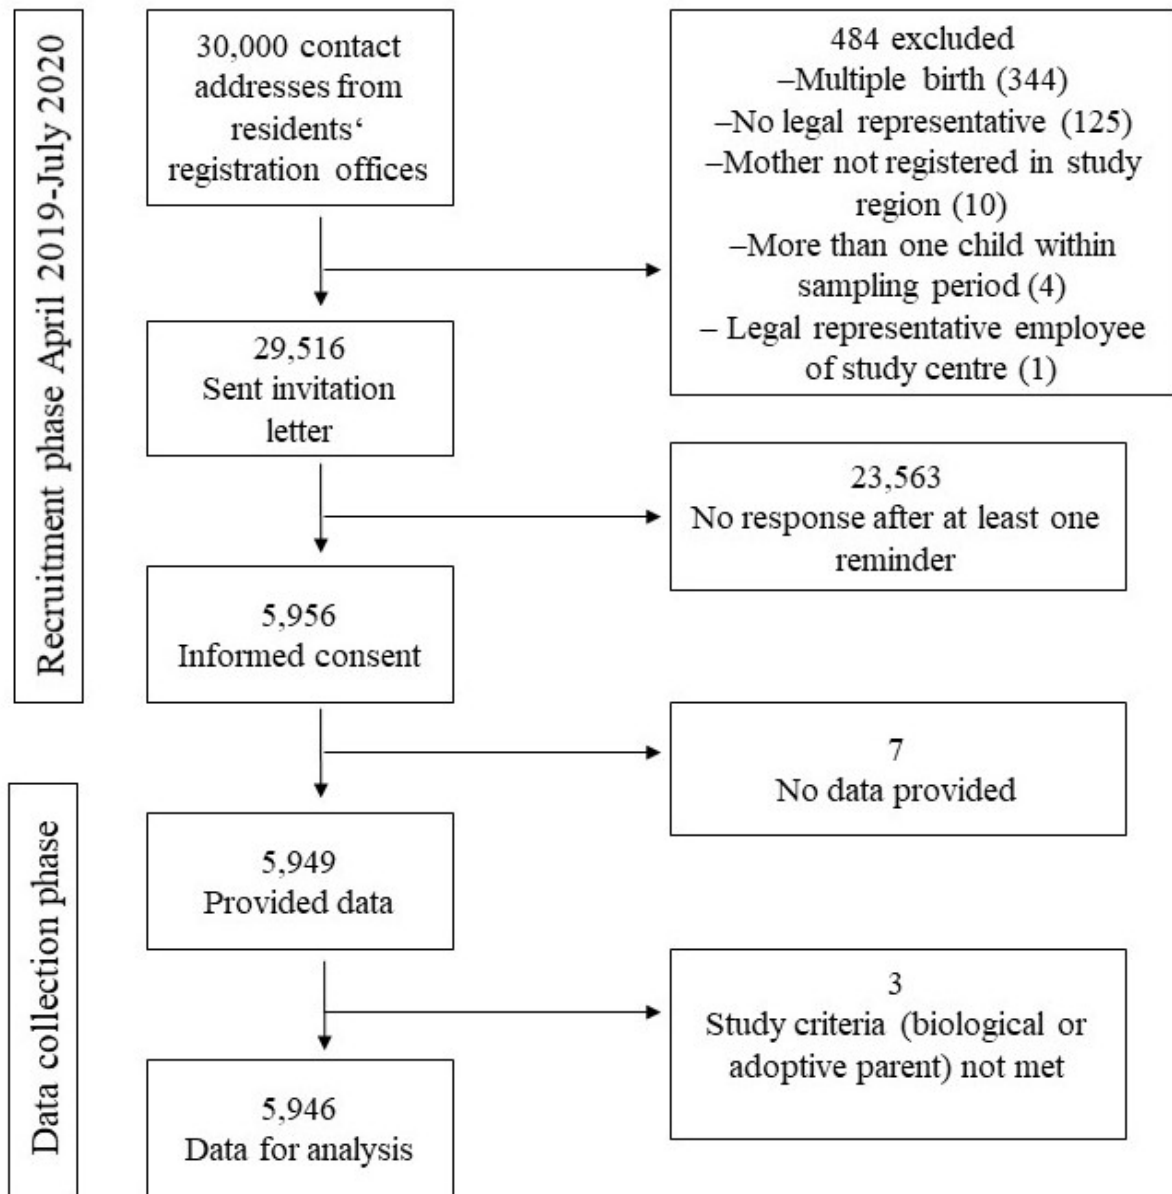 Recruitment phase April 2019-July 2020
30,000 contact
addresses from
residents‘
registration offices
484 excluded
–Multiple birth (344)
–No legal representative (125)
–Mother not registered in study
region (10)
–More than one child within
sampling period (4)
– Legal representative employee
of study centre (1)
29,516
Sent invitation
letter
23,563
No response after at least one
reminder
5,956
Informed consent
7
No data provided
Data collection phase
5,949
Provided data
3
Study criteria (biological or
adoptive parent) not met
5,946
Data for analysis